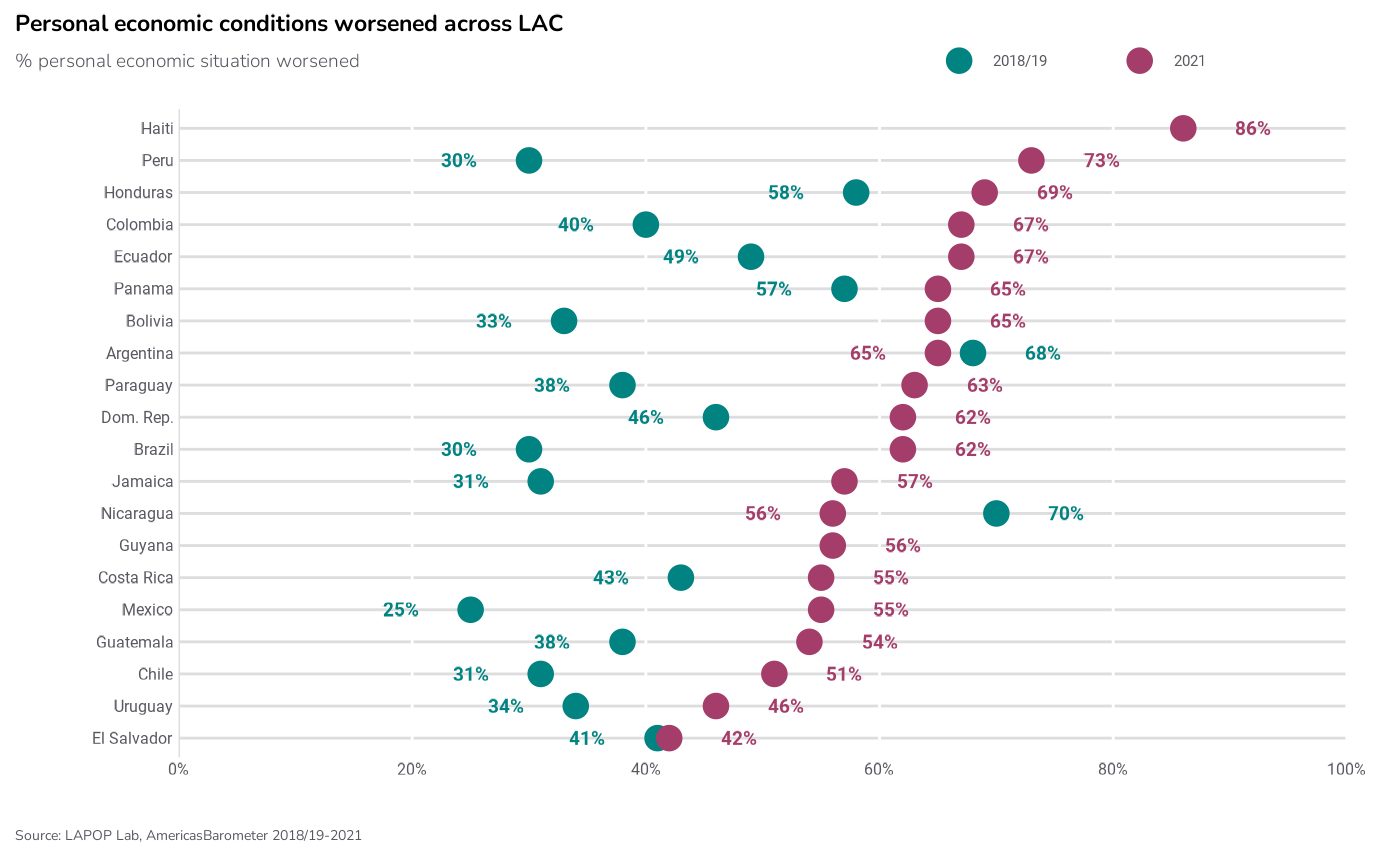 Personal economic conditions worsened across LAC
% personal economic situation worsened
2018/19 2021
Haiti 86%
Peru 30% 73%
Honduras 58% 69%
Colombia 40% 67%
Ecuador 49% 67%
Panama 57% 65%
Bolivia 33% 65%
Argentina 65% 68%
Paraguay 38% 63%
Dom. Rep. 46% 62%
Brazil 30% 62%
Jamaica 31% 57%
Nicaragua 56% 70%
Guyana 56%
Costa Rica 43% 55%
Mexico 25% 55%
Guatemala 38% 54%
Chile 31% 51%
Uruguay 34% 46%
El Salvador 41% 42%
0% 20% 40% 60% 80% 100%
Source: LAPOP Lab, AmericasBarometer 2018/19-2021